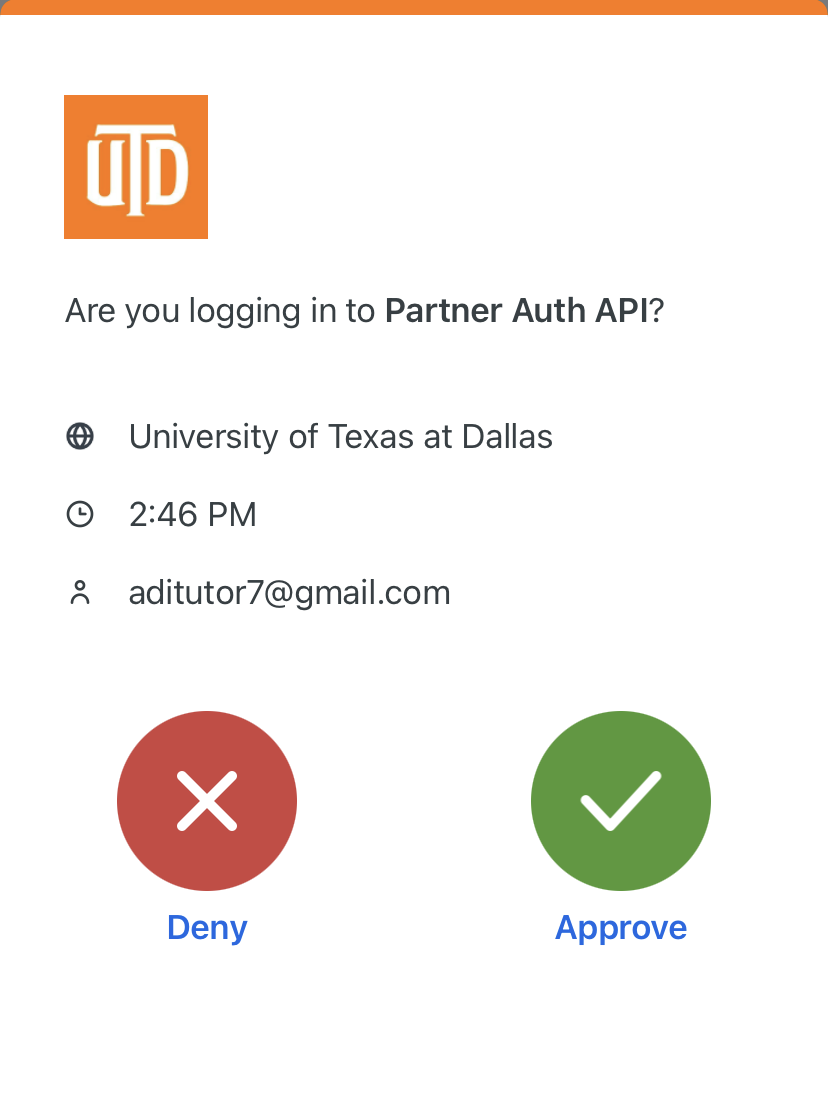 UTD
Are you logging in to Partner Auth API?
University of Texas at Dallas
2:46 PM
aditutor7@gmail.com
Deny
Approve